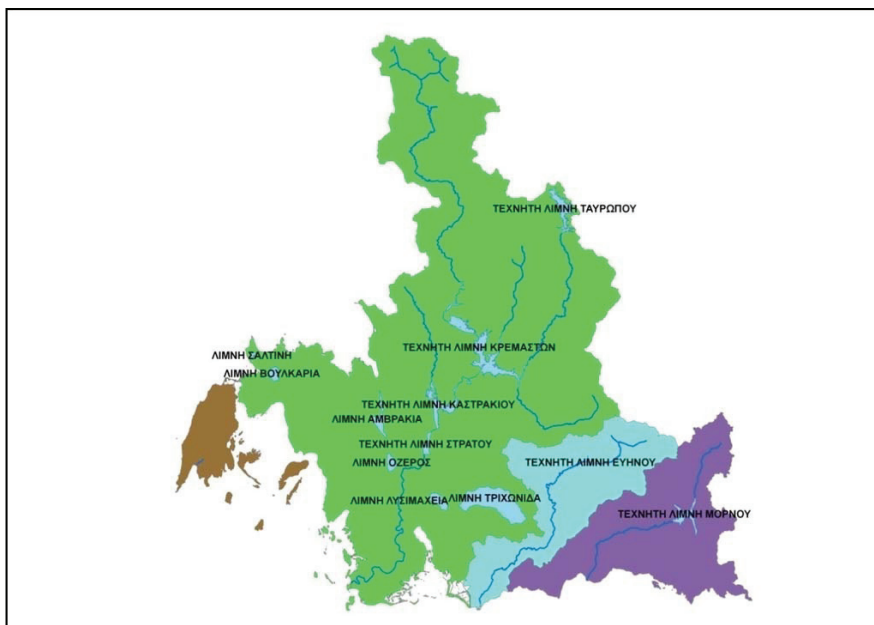 ΤΕΧΝΗΤΗ ΛΙΜΝΗ ΤΑΥΡΩΠΟΥ
ΤΕΧΝΗΤΗ ΛΙΜΝΗ ΚΡΕΜΑΣΤΩΝ
ΛΙΜΝΗ ΣΑΛΤΙΝΗ
ΛΙΜΝΗ ΒΟΥΛΚΑΡΙΑ
ΤΕΧΝΗΤΗ ΛΙΜΝΗ ΚΑΣΤΡΑΚΙΟΥ
ΛΙΜΝΗ ΑΜΒΡΑΚΙΑ
ΤΕΧΝΗΤΗ ΛΙΜΝΗ ΣΤΡΑΤΟΥ
ΛΙΜΝΗ ΟΖΕΡΟΣ
ΤΕΧΝΗΤΗ ΛΙΜΝΗ ΕΥΗΝΟΥ
ΛΙΜΝΗ ΛΥΣΙΜΑΧΕΙΑ
ΛΙΜΝΗ ΤΡΙΧΩΝΙΔΑ
ΤΕΧΝΗΤΗ ΛΙΜΝΗ ΜΟΡΝΟΥ